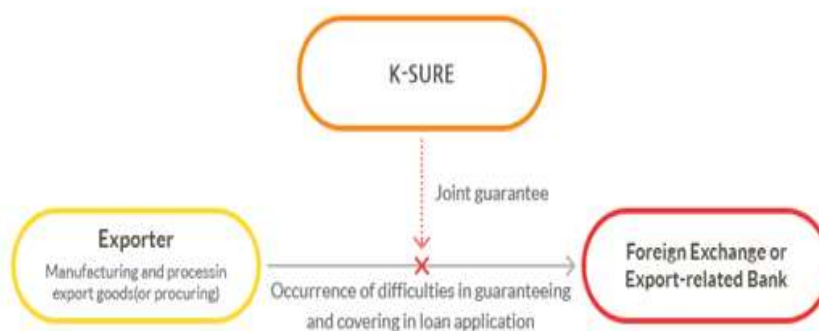 K-SURE
Joint guarantee
Exporter
Manufacturing and processin
export goods(or procuring)
Occurrence of difficulties in guaranteeing
and covering in loan application
Foreign Exchange or
Export-related Bank